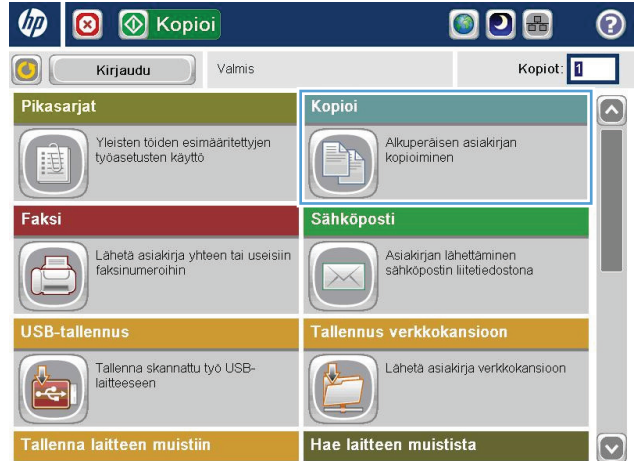 hp
Kopioi
?
Kirjaudu
Valmis
Kopiot: 1
Pikasarjat
Yleisten töiden esimääritettyjen
työasetusten käyttö
Kopioi
Alkuperäisen asiakirjan
kopioiminen
Faksi
Lähetä asiakirja yhteen tai useisiin
faksinumeroihin
Sähköposti
Asiakirjan lähettäminen
sähköpostin liitetiedostona
USB-tallennus
Tallenna skannattu työ USB-
laitteeseen
Tallennus verkkokansioon
Lähetä asiakirja verkkokansioon
Tallenna laitteen muistiin
Hae laitteen muistista